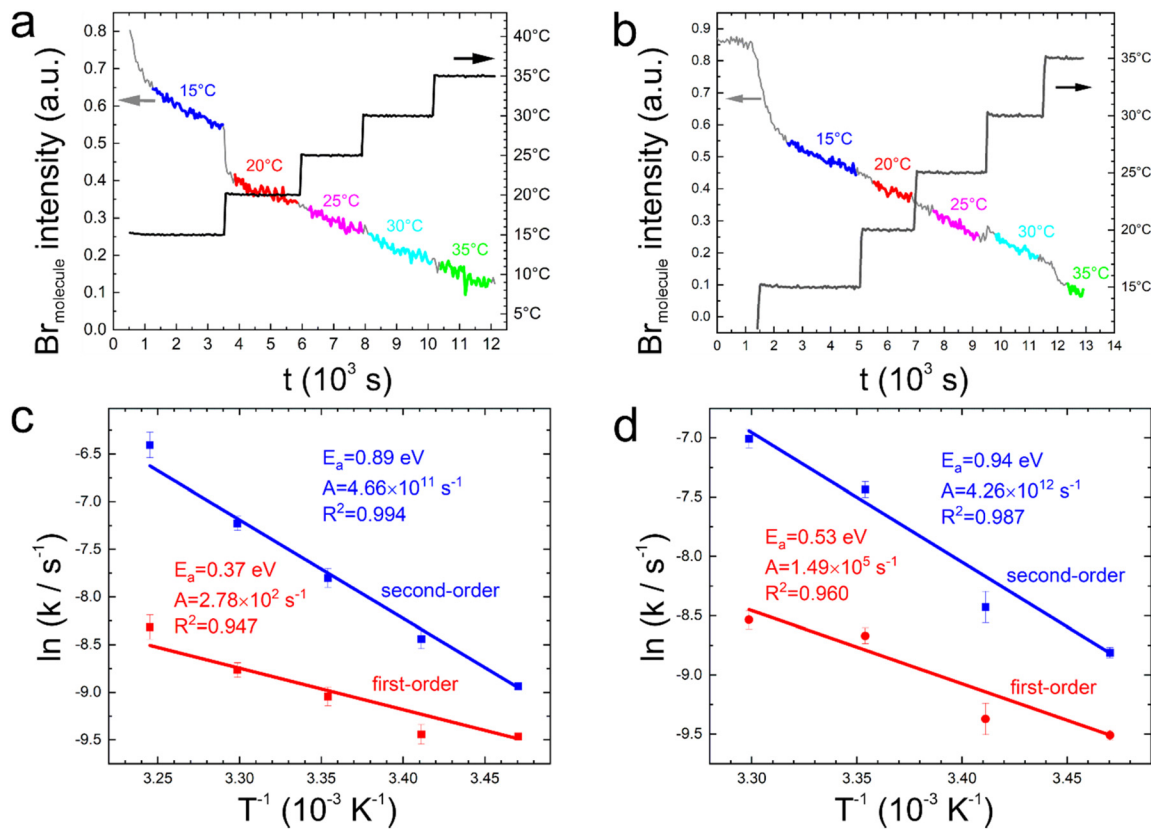 a
Br molecule intensity (a.u.)
0.8
0.7
0.6
0.5
0.4
0.3
0.2
0.1
0.0
15°C
20°C
25°C
30°C
35°C
40°C
35°C
30°C
25°C
20°C
15°C
10°C
5°C
0 1 2 3 4 5 6 7 8 9 10 11 12
t (10³ s)
b
Br molecule intensity (a.u.)
0.9
0.8
0.7
0.6
0.5
0.4
0.3
0.2
0.1
0.0
15°C
20°C
25°C
30°C
35°C
35°C
30°C
25°C
20°C
15°C
0 1 2 3 4 5 6 7 8 9 10 11 12 13 14
t (10³ s)
c
ln (k / s⁻¹)
-6.5
-7.0
-7.5
-8.0
-8.5
-9.0
-9.5
Eₐ=0.89 eV
A=4.66×10¹¹ s⁻¹
R²=0.994
second-order
Eₐ=0.37 eV
A=2.78×10² s⁻¹
R²=0.947
first-order
3.25 3.30 3.35 3.40 3.45
T⁻¹ (10⁻³ K⁻¹)
d
-7.0
-7.5
-8.0
-8.5
-9.0
-9.5
Eₐ=0.94 eV
A=4.26×10¹² s⁻¹
R²=0.987
second-order
Eₐ=0.53 eV
A=1.49×10⁵ s⁻¹
R²=0.960
first-order
3.30 3.35 3.40 3.45
T⁻¹ (10⁻³ K⁻¹)